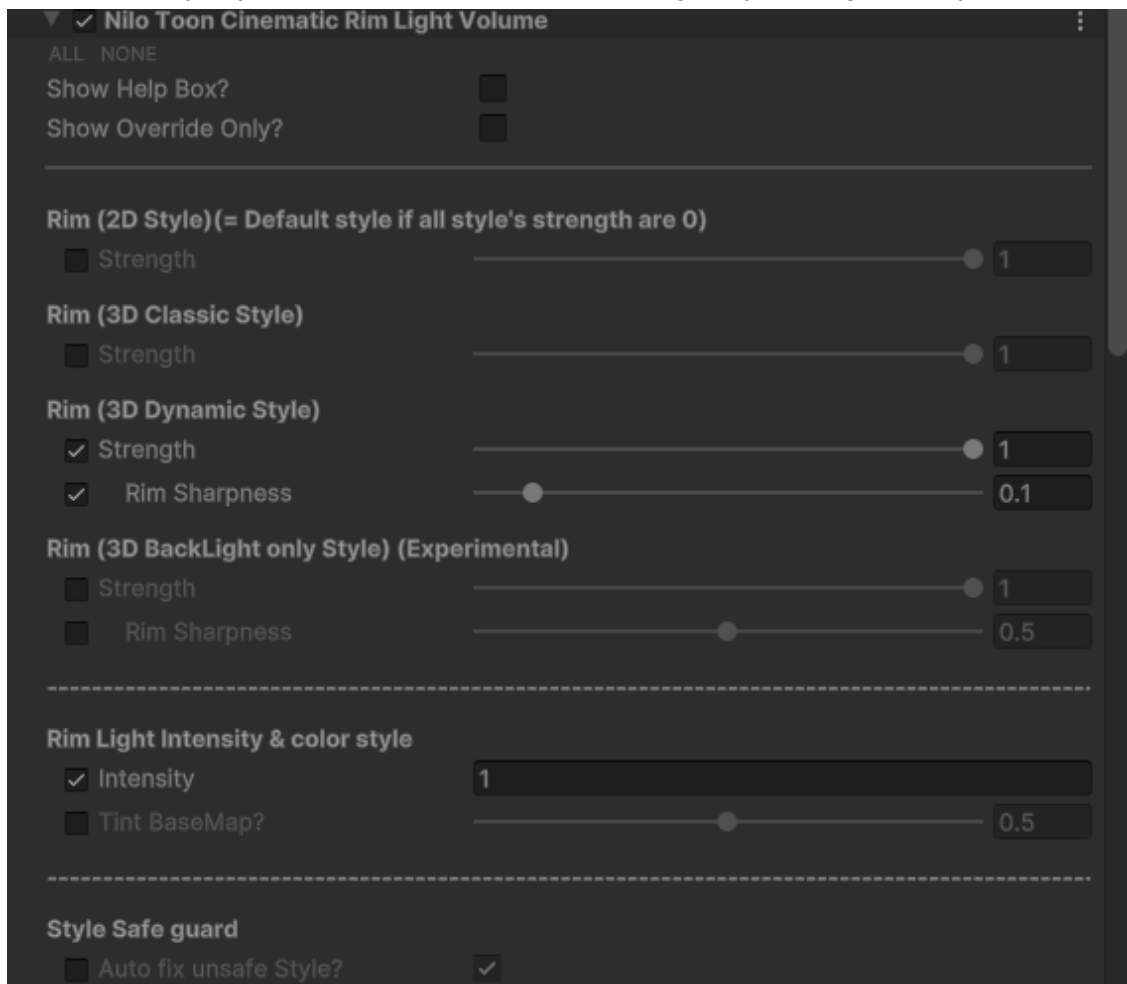 Nilo Toon Cinematic Rim Light Volume
ALL NONE
Show Help Box?
Show Override Only?
Rim (2D Style)(= Default style if all style's strength are 0)
Strength 1
Rim (3D Classic Style)
Strength 1
Rim (3D Dynamic Style)
Strength 1
Rim Sharpness 0.1
Rim (3D BackLight only Style) (Experimental)
Strength 1
Rim Sharpness 0.5
Rim Light Intensity & color style
Intensity 1
Tint BaseMap? 0.5
Style Safe guard
Auto fix unsafe Style?